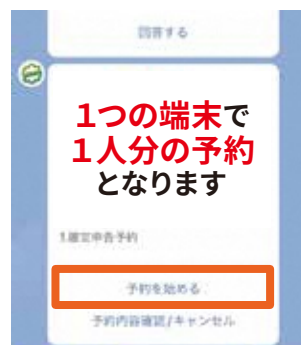 回答する
1つの端末で
1人分の予約
となります
1.確定申告予約
予約を始める
予約内容確認/キャンセル